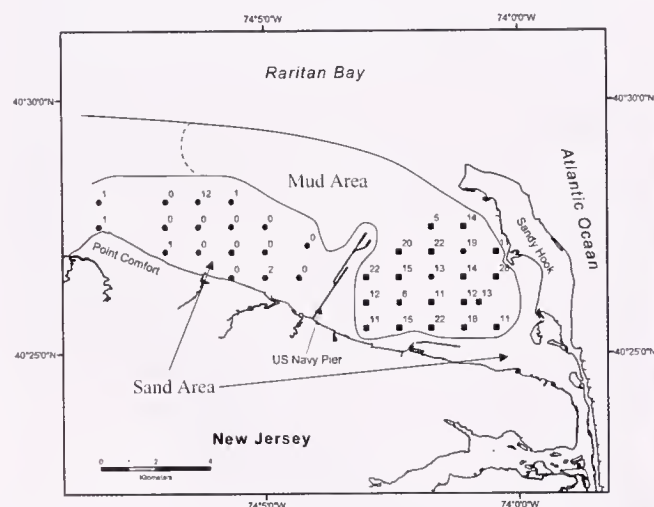 74°5'0"W 74°0'0"W
Raritan Bay
40°30'0"N 40°30'0"N
Atlantic Ocaan
Mud Area
Sandy Hook
1 0 12 1
5 14
1 0 0 0 0
0
20 22 19 1
Point Comfort
1 0 0 0
22 15 13 14 26
0 2 0
12 6 11 12 13
11 15 22 18 11
US Navy Pier
40°25'0"N 40°25'0"N
Sand Area
New Jersey
0 2 4
Kilometers
74°5'0"W 74°0'0"W